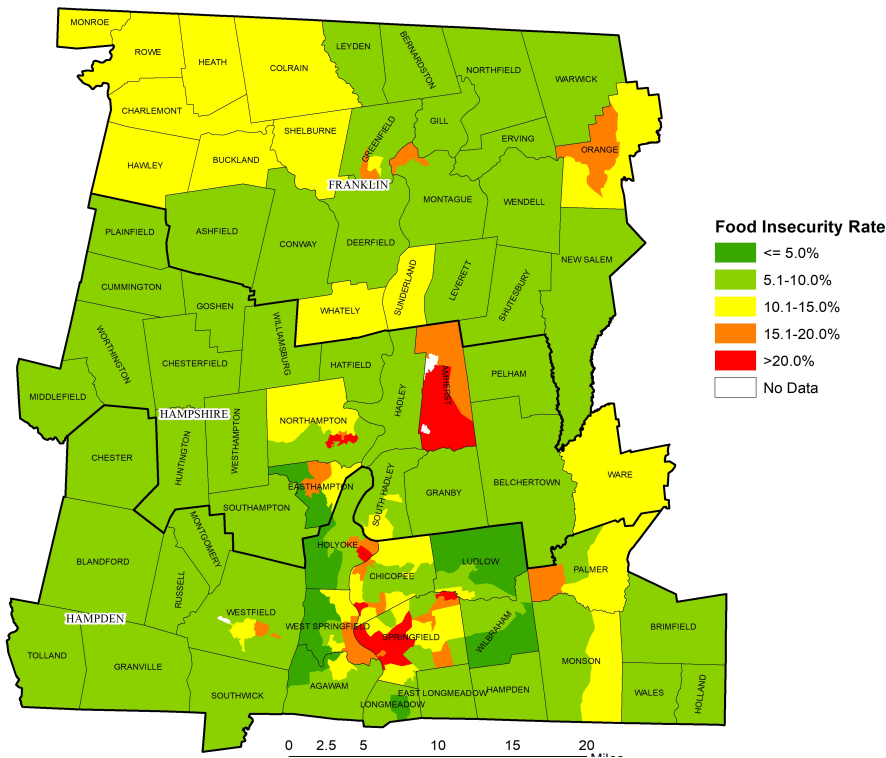 MONROE
ROWE
HEATH
COLRAIN
LEYDEN
BERNARDSTON
NORTHFIELD
WARWICK
CHARLEMONT
SHELBURNE
GREENFIELD
GILL
ERVING
ORANGE
HAWLEY
BUCKLAND
FRANKLIN
MONTAGUE
WENDELL
PLAINFIELD
ASHFIELD
CONWAY
DEERFIELD
NEW SALEM
CUMMINGTON
GOSHEN
WHATELY
SUNDERLAND
LEVERETT
SHUTESBURY
WORTHINGTON
CHESTERFIELD
WILLIAMSBURG
HATFIELD
HADLEY
AMHERST
PELHAM
MIDDLEFIELD
HAMPSHIRE
NORTHAMPTON
CHESTER
HUNTINGTON
WESTHAMPTON
EASTHAMPTON
SOUTH HADLEY
GRANBY
BELCHERTOWN
WARE
SOUTHAMPTON
MONTGOMERY
HOLYOKE
BLANDFORD
RUSSELL
CHICOPEE
LUDLOW
PALMER
HAMPDEN
WESTFIELD
WEST SPRINGFIELD
SPRINGFIELD
WILBRAHAM
BRIMFIELD
TOLLAND
GRANVILLE
MONSON
SOUTHWICK
AGAWAM
LONGMEADOW
EAST LONGMEADOW
HAMPDEN
WALES
HOLLAND
Food Insecurity Rate
<= 5.0%
5.1-10.0%
10.1-15.0%
15.1-20.0%
>20.0%
No Data
0 2.5 5 10 15 20
Miles